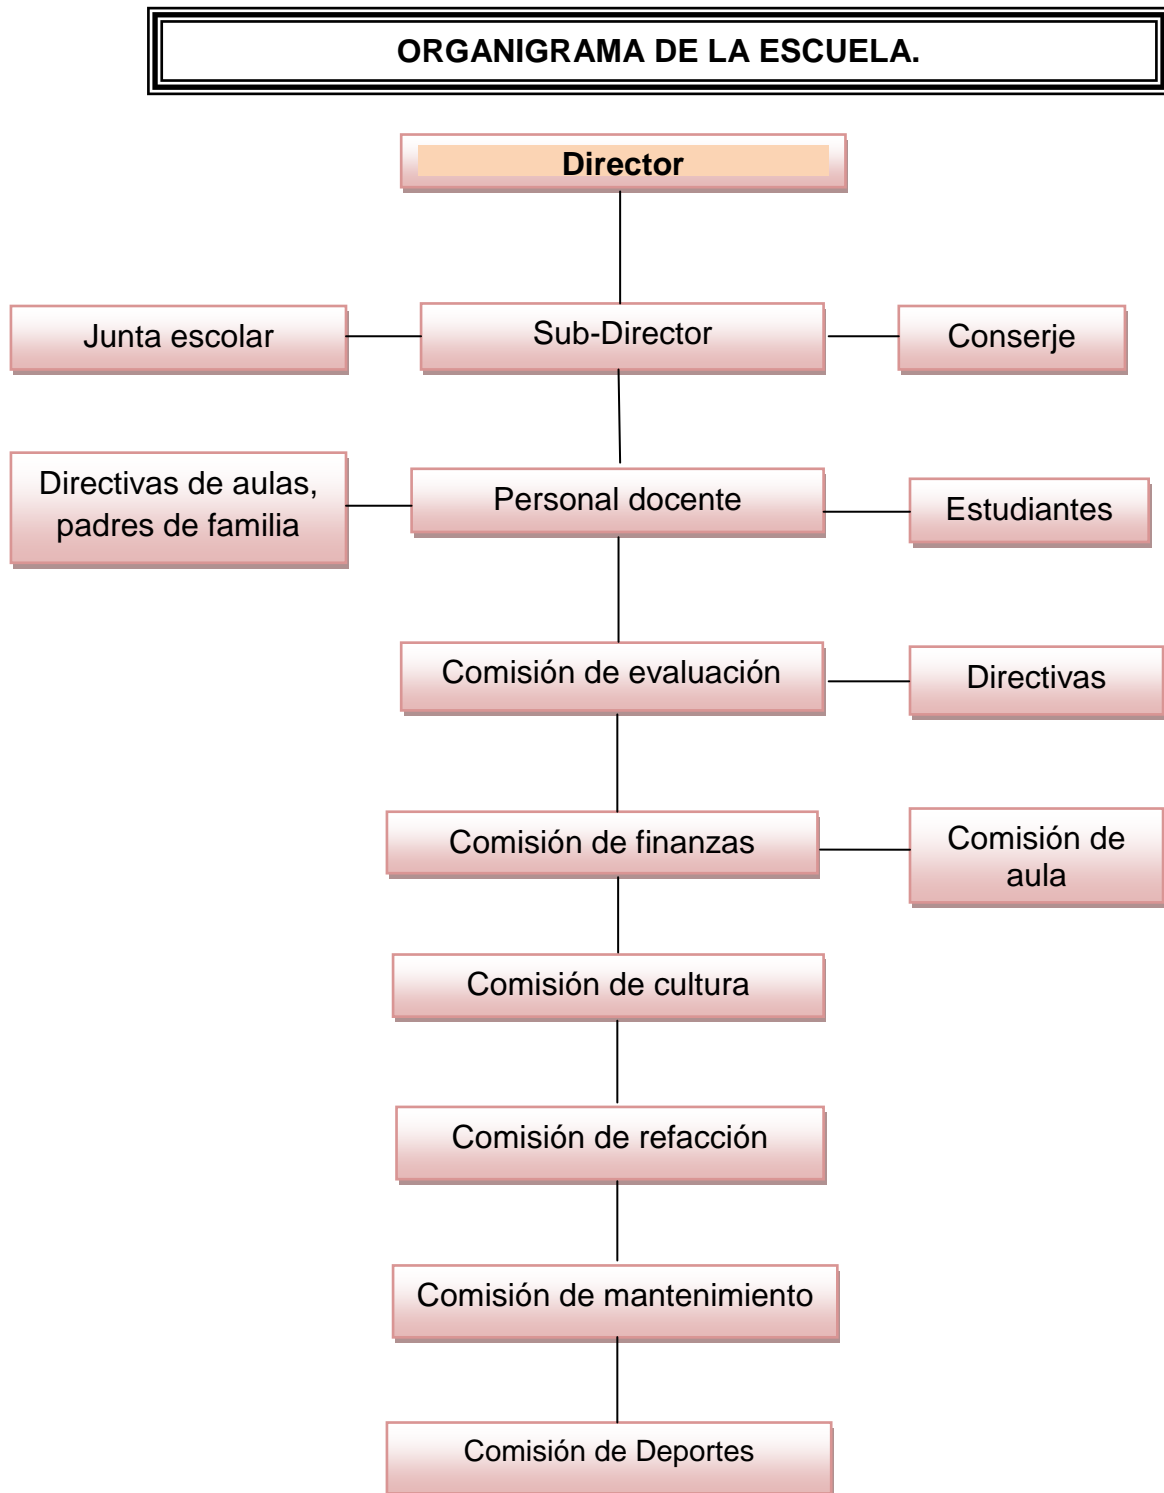 ORGANIGRAMA DE LA ESCUELA.
Director
Junta escolar
Sub-Director
Conserje
Directivas de aulas,
padres de familia
Personal docente
Estudiantes
Comisión de evaluación
Directivas
Comisión de finanzas
Comisión de
aula
Comisión de cultura
Comisión de refacción
Comisión de mantenimiento
Comisión de Deportes